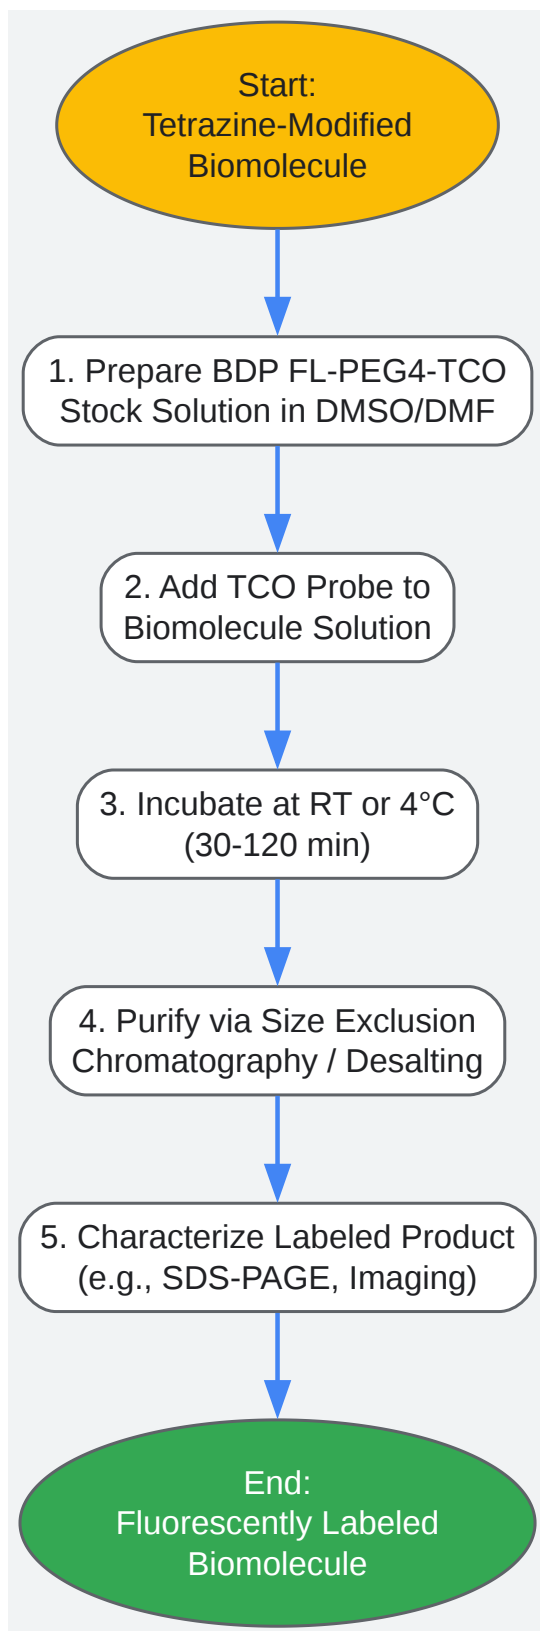 Start:
Tetrazine-Modified
Biomolecule
1. Prepare BDP FL-PEG4-TCO
Stock Solution in DMSO/DMF
2. Add TCO Probe to
Biomolecule Solution
3. Incubate at RT or 4°C
(30-120 min)
4. Purify via Size Exclusion
Chromatography / Desalting
5. Characterize Labeled Product
(e.g., SDS-PAGE, Imaging)
End:
Fluorescently Labeled
Biomolecule